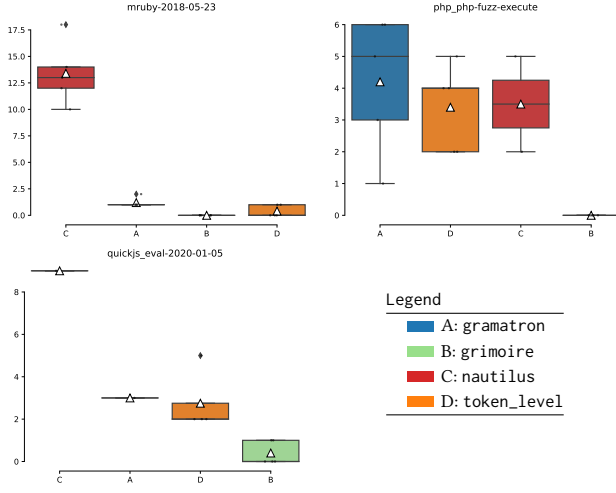 mruby-2018-05-23
17.5
15.0
12.5
10.0
7.5
5.0
2.5
0.0
C A B D
php_php-fuzz-execute
6
5
4
3
2
1
0
A D C B
quickjs_eval-2020-01-05
8
6
4
2
0
C A D B
Legend
A: gramatron
B: grimoire
C: nautilus
D: token_level